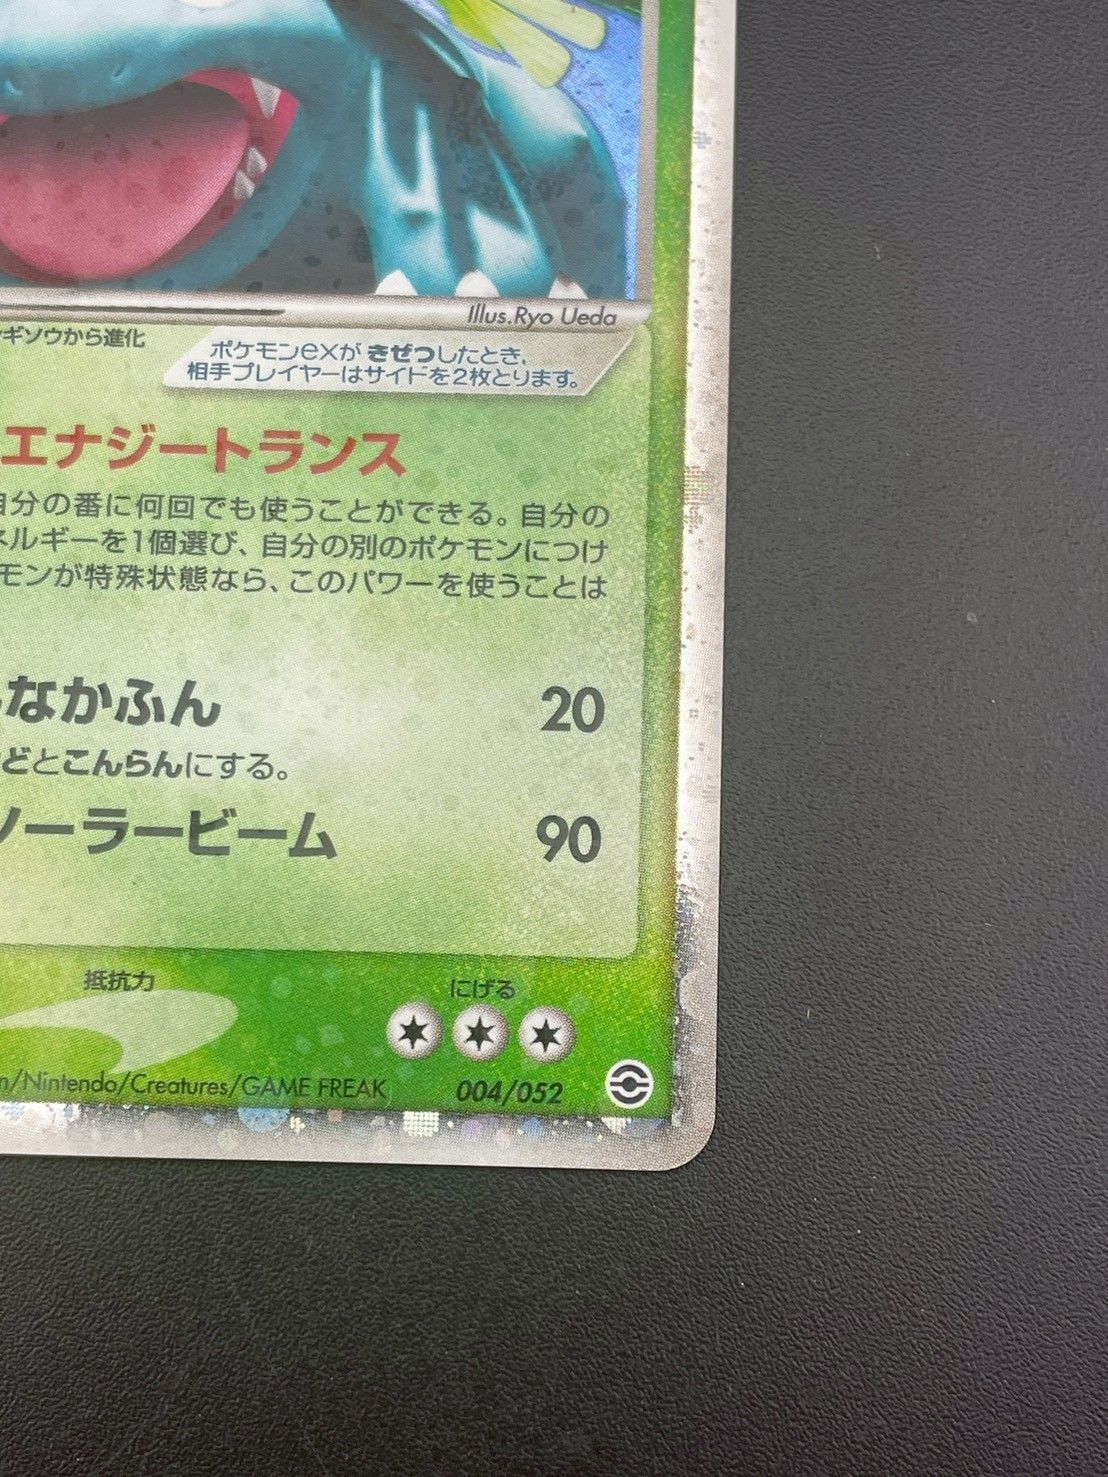 Illus.Ryo Ueda
ギソウから進化
ポケモンexが きぜつしたとき、
相手プレイヤーはサイドを2枚とります。
エナジートランス
自分の番に何回でも使うことができる。自分の
ネルギーを1個選び、自分の別のポケモンにつけ
モンが特殊状態なら、このパワーを使うことは
なかふん 20
どとこんらんにする。
ソーラービーム 90
抵抗力 にげる
n/Nintendo/Creatures/GAME FREAK 004/052